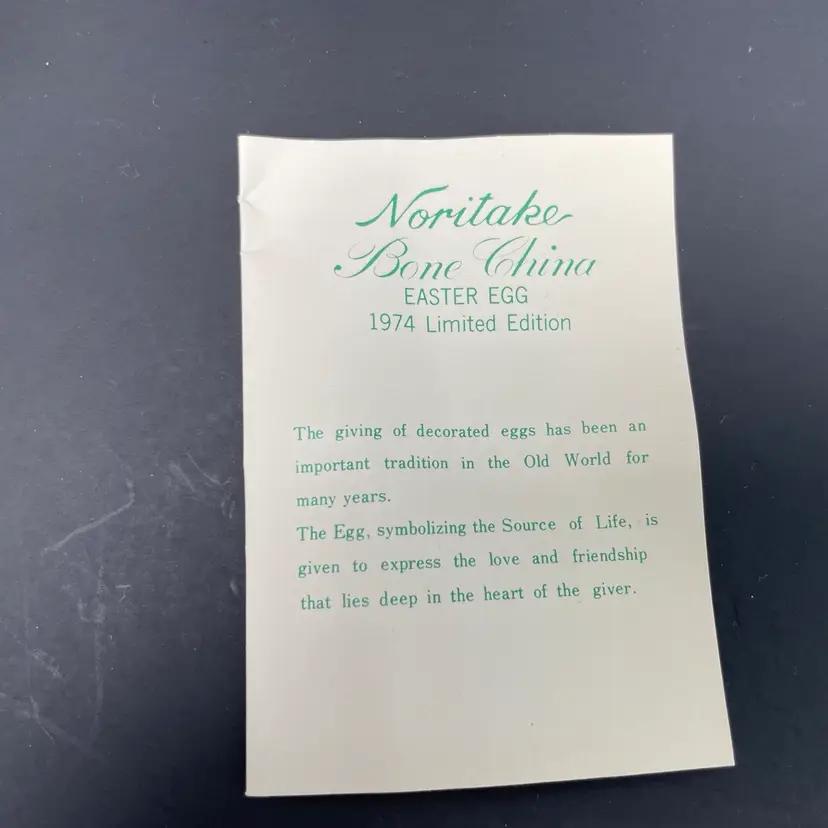 Noritake
Bone China
EASTER EGG
1974 Limited Edition
The giving of decorated eggs has been an
important tradition in the Old World for
many years.
The Egg, symbolizing the Source of Life, is
given to express the love and friendship
that lies deep in the heart of the giver.